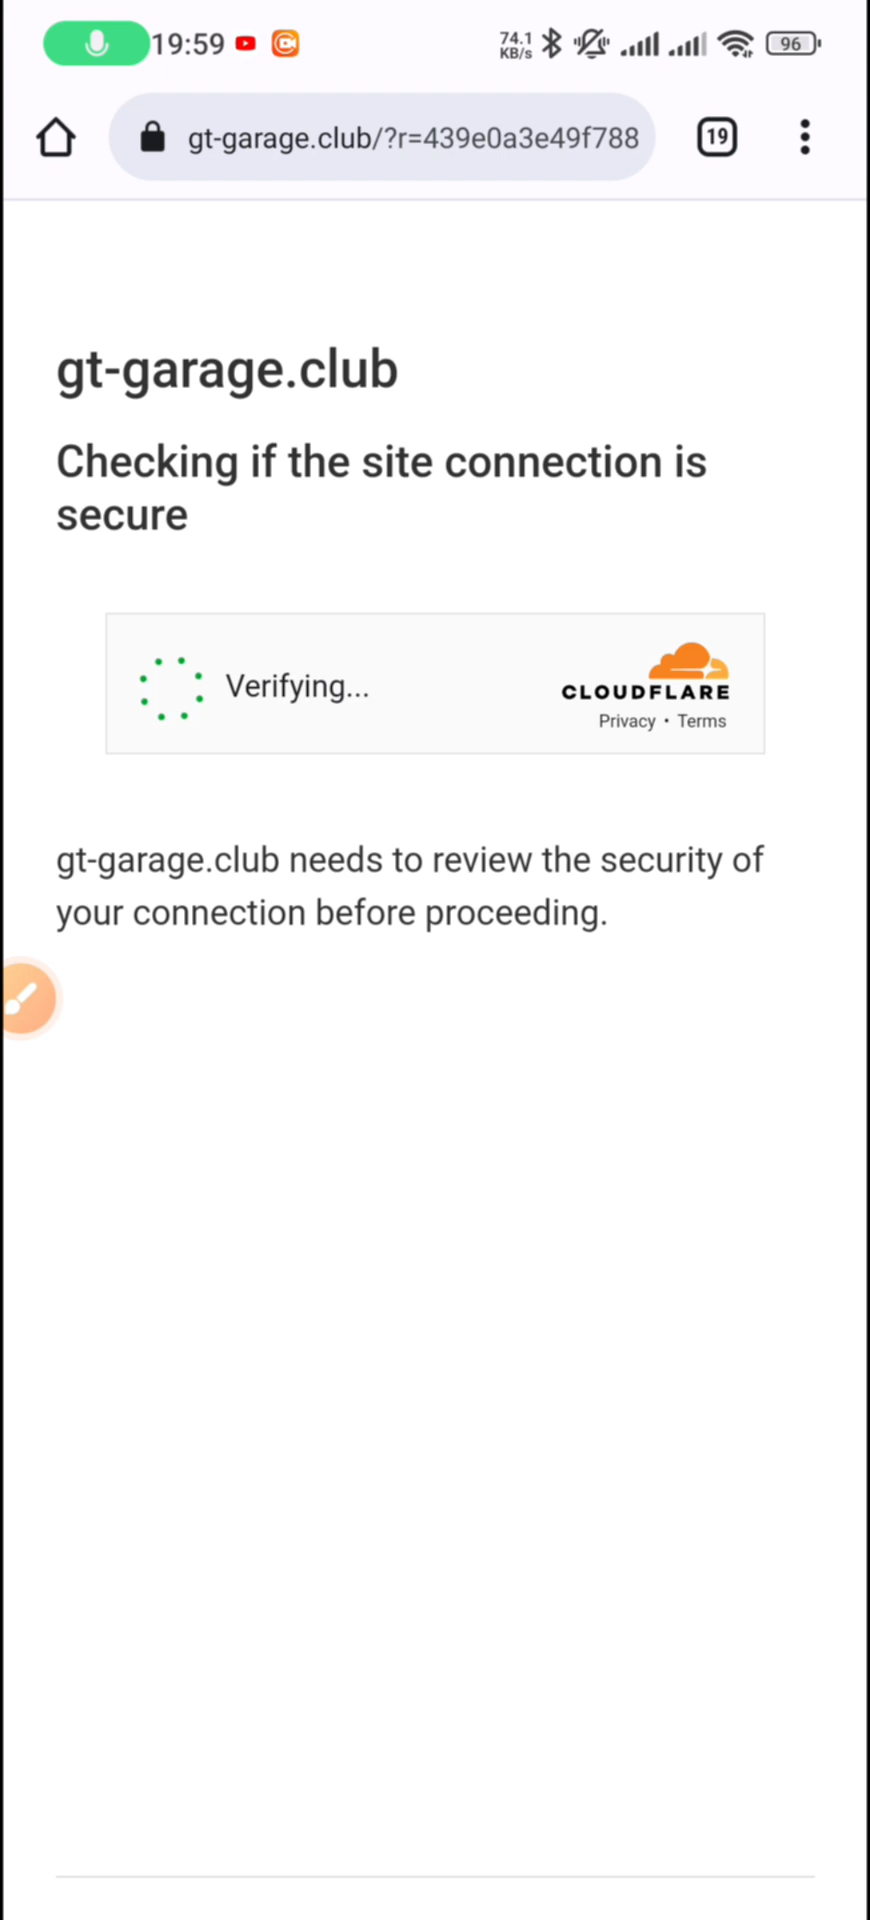 19:59
74.1
KB/s
96
gt-garage.club/?r=439e0a3e49f788
19
gt-garage.club
Checking if the site connection is
secure
Verifying...
CLOUDFLARE
Privacy • Terms
gt-garage.club needs to review the security of
your connection before proceeding.